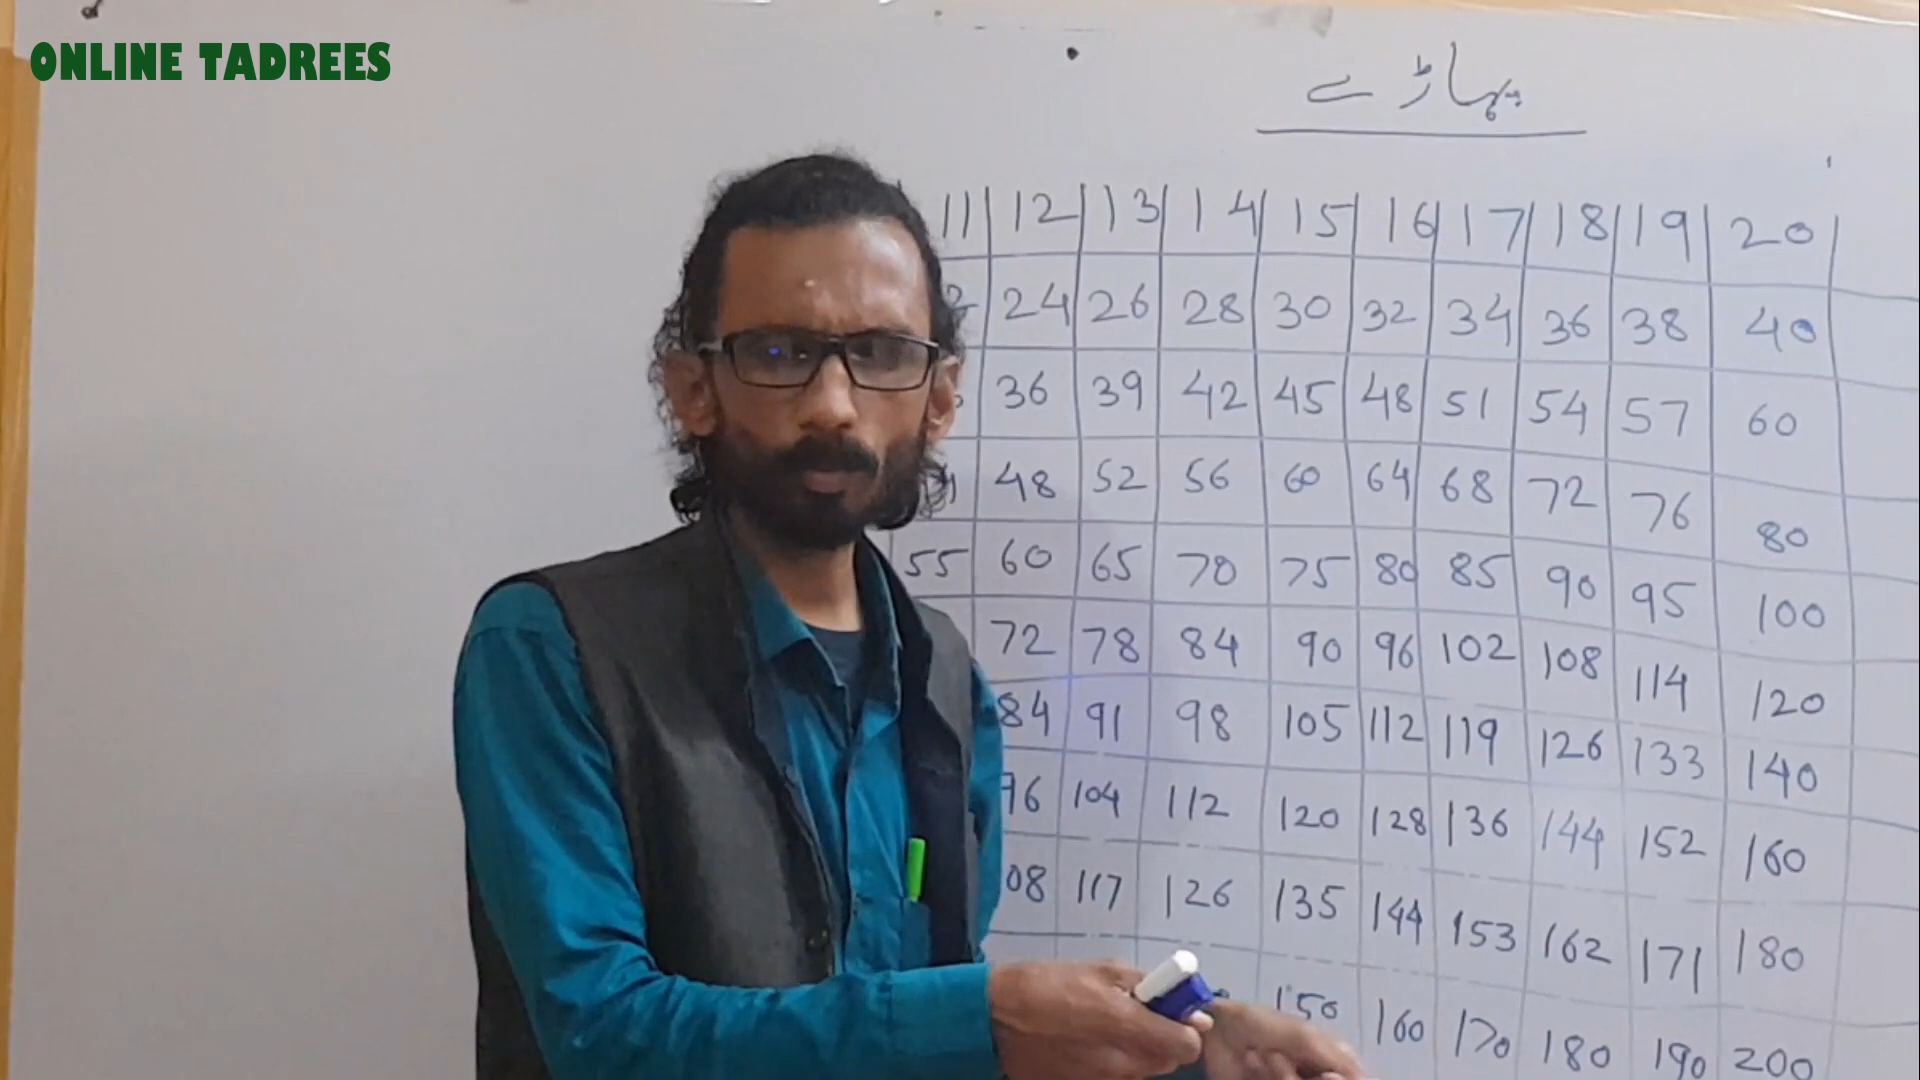 ONLINE TADREES
پہاڑے
11 12 13 14 15 16 17 18 19 20
24 26 28 30 32 34 36 38 40
36 39 42 45 48 51 54 57 60
48 52 56 60 64 68 72 76 80
55 60 65 70 75 80 85 90 95 100
72 78 84 90 96 102 108 114 120
84 91 98 105 112 119 126 133 140
96 104 112 120 128 136 144 152 160
08 117 126 135 144 153 162 171 180
150 160 170 180 190 200